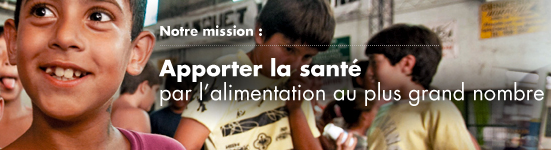 Notre mission :
Apporter la santé
par l'alimentation au plus grand nombre